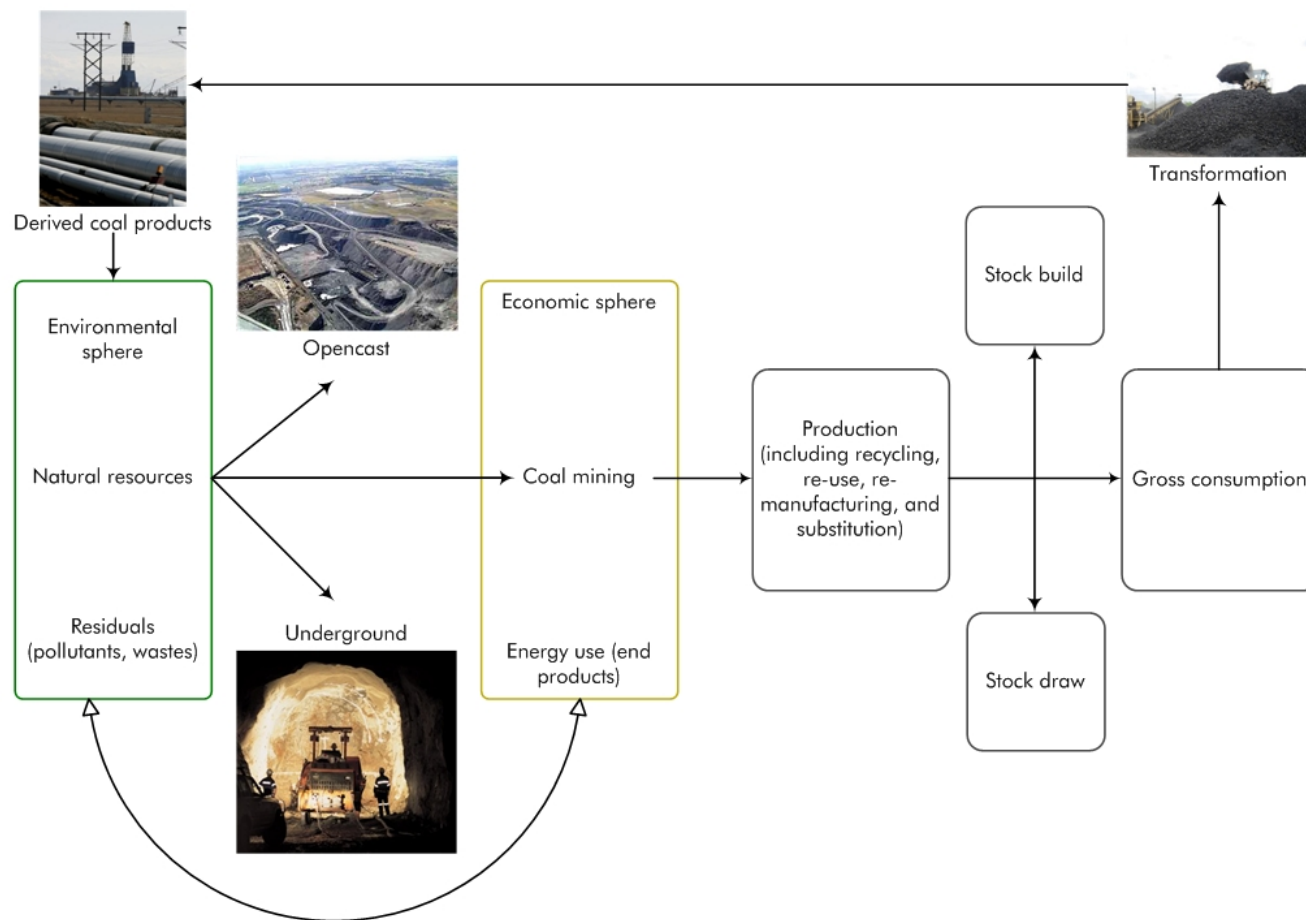 Transformation
Derived coal products
Stock build
Environmental
sphere
Economic sphere
Opencast
Natural resources
Coal mining
Production
(including recycling,
re-use, re-
manufacturing, and
substitution)
Gross consumption
Residuals
(pollutants, wastes)
Underground
Energy use (end
products)
Stock draw